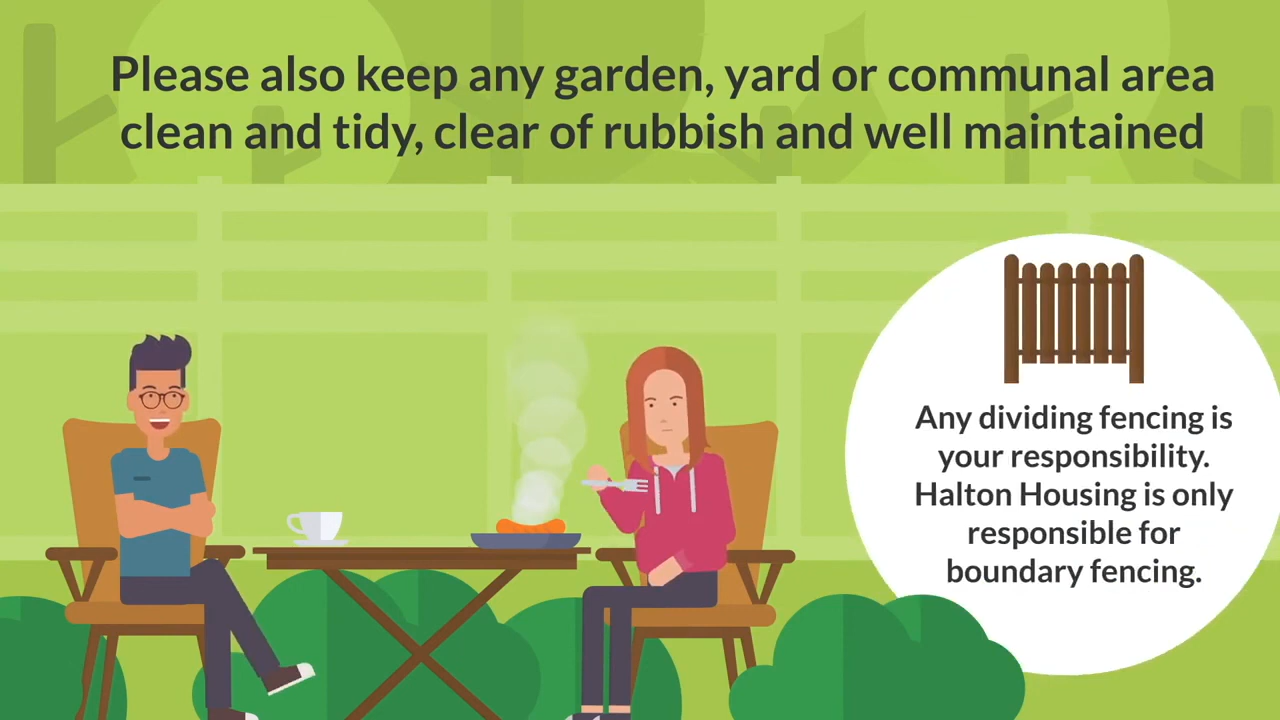 Please also keep any garden, yard or communal area
clean and tidy, clear of rubbish and well maintained
Any dividing fencing is
your responsibility.
Halton Housing is only
responsible for
boundary fencing.